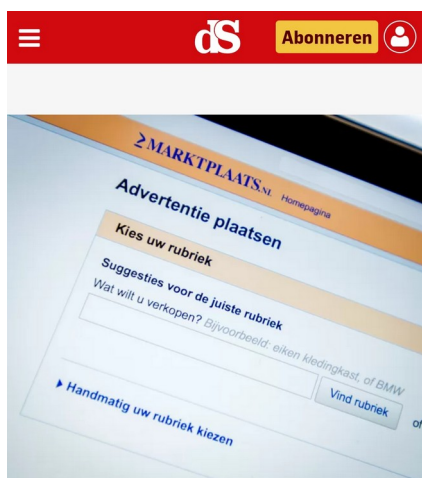 dS
Abonneren
MARKTPLAATS.NL Homepagina
Advertentie plaatsen
Kies uw rubriek
Suggesties voor de juiste rubriek
Wat wilt u verkopen? Bijvoorbeeld: eiken kledingkast, of BMW
Vind rubriek of
Handmatig uw rubriek kiezen